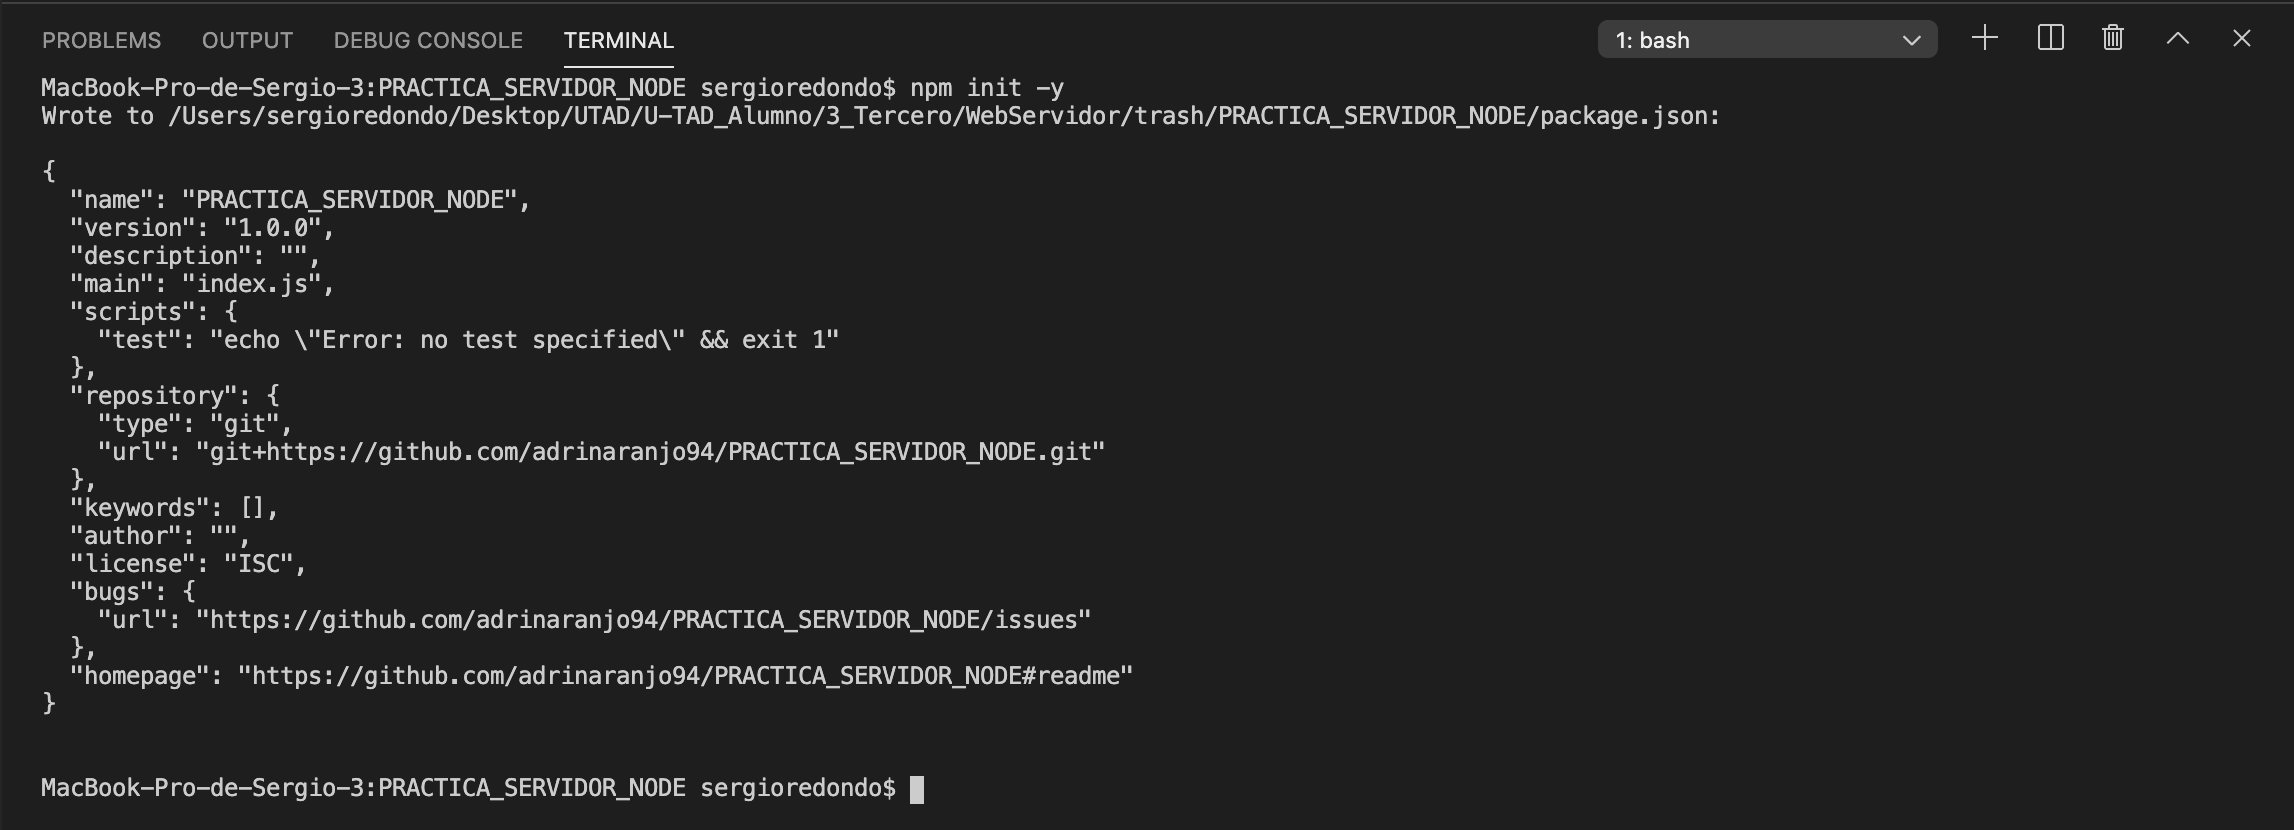 PROBLEMS OUTPUT DEBUG CONSOLE TERMINAL 1: bash
MacBook-Pro-de-Sergio-3:PRACTICA_SERVIDOR_NODE sergioredondo$ npm init -y
Wrote to /Users/sergioredondo/Desktop/UTAD/U-TAD_Alumno/3_Tercero/WebServidor/trash/PRACTICA_SERVIDOR_NODE/package.json:

{
  "name": "PRACTICA_SERVIDOR_NODE",
  "version": "1.0.0",
  "description": "",
  "main": "index.js",
  "scripts": {
    "test": "echo \"Error: no test specified\" && exit 1"
  },
  "repository": {
    "type": "git",
    "url": "git+https://github.com/adrinaranjo94/PRACTICA_SERVIDOR_NODE.git"
  },
  "keywords": [],
  "author": "",
  "license": "ISC",
  "bugs": {
    "url": "https://github.com/adrinaranjo94/PRACTICA_SERVIDOR_NODE/issues"
  },
  "homepage": "https://github.com/adrinaranjo94/PRACTICA_SERVIDOR_NODE#readme"
}

MacBook-Pro-de-Sergio-3:PRACTICA_SERVIDOR_NODE sergioredondo$